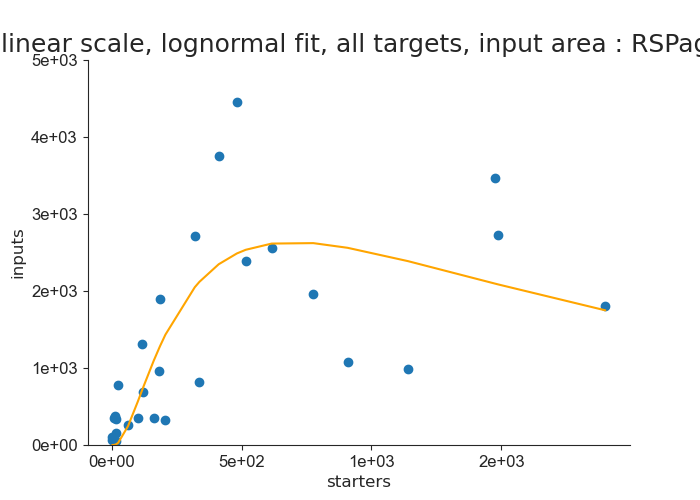 linear scale, lognormal fit, all targets, input area : RSPag
5e+03
4e+03
3e+03
2e+03
1e+03
0e+00
inputs
0e+00 5e+02 1e+03 2e+03
starters